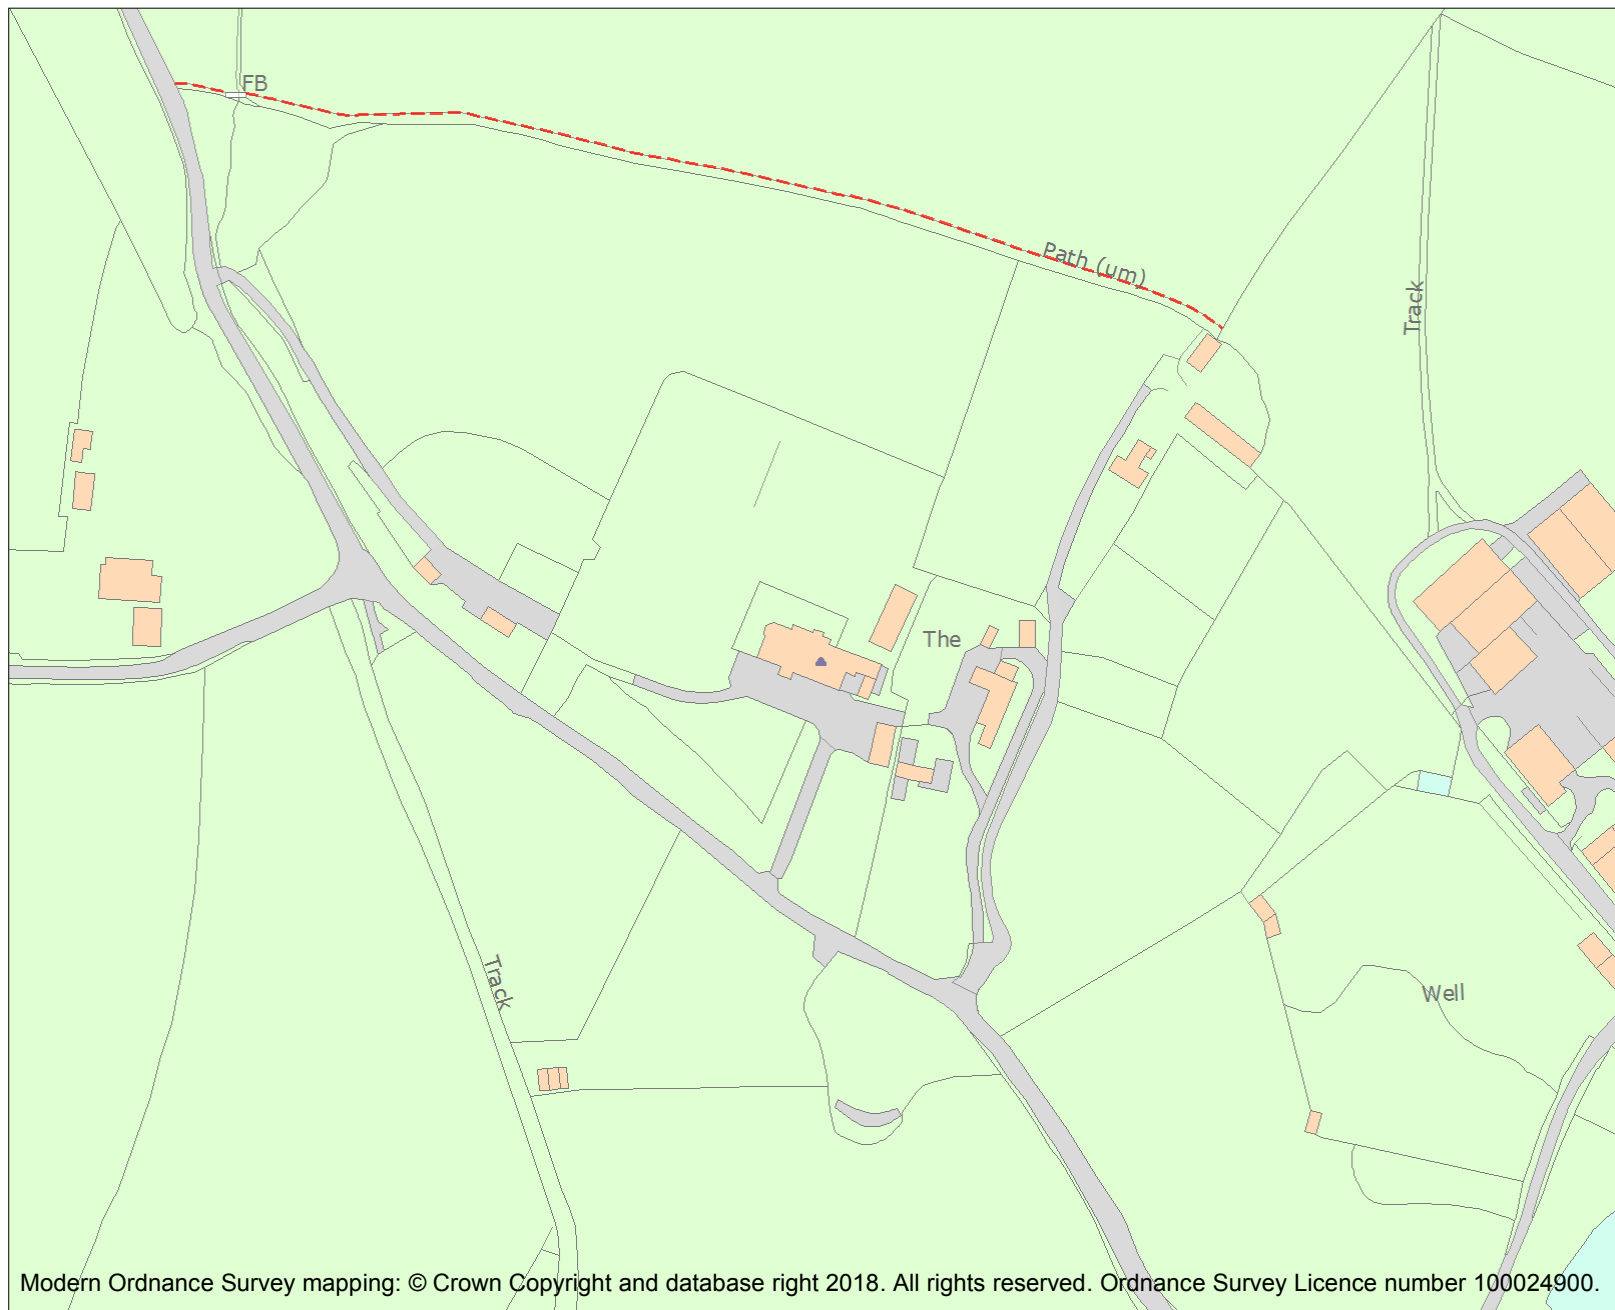 FB
Path (um)
Track
The
Track
Well
Modern Ordnance Survey mapping: © Crown Copyright and database right 2018. All rights reserved. Ordnance Survey Licence number 100024900.